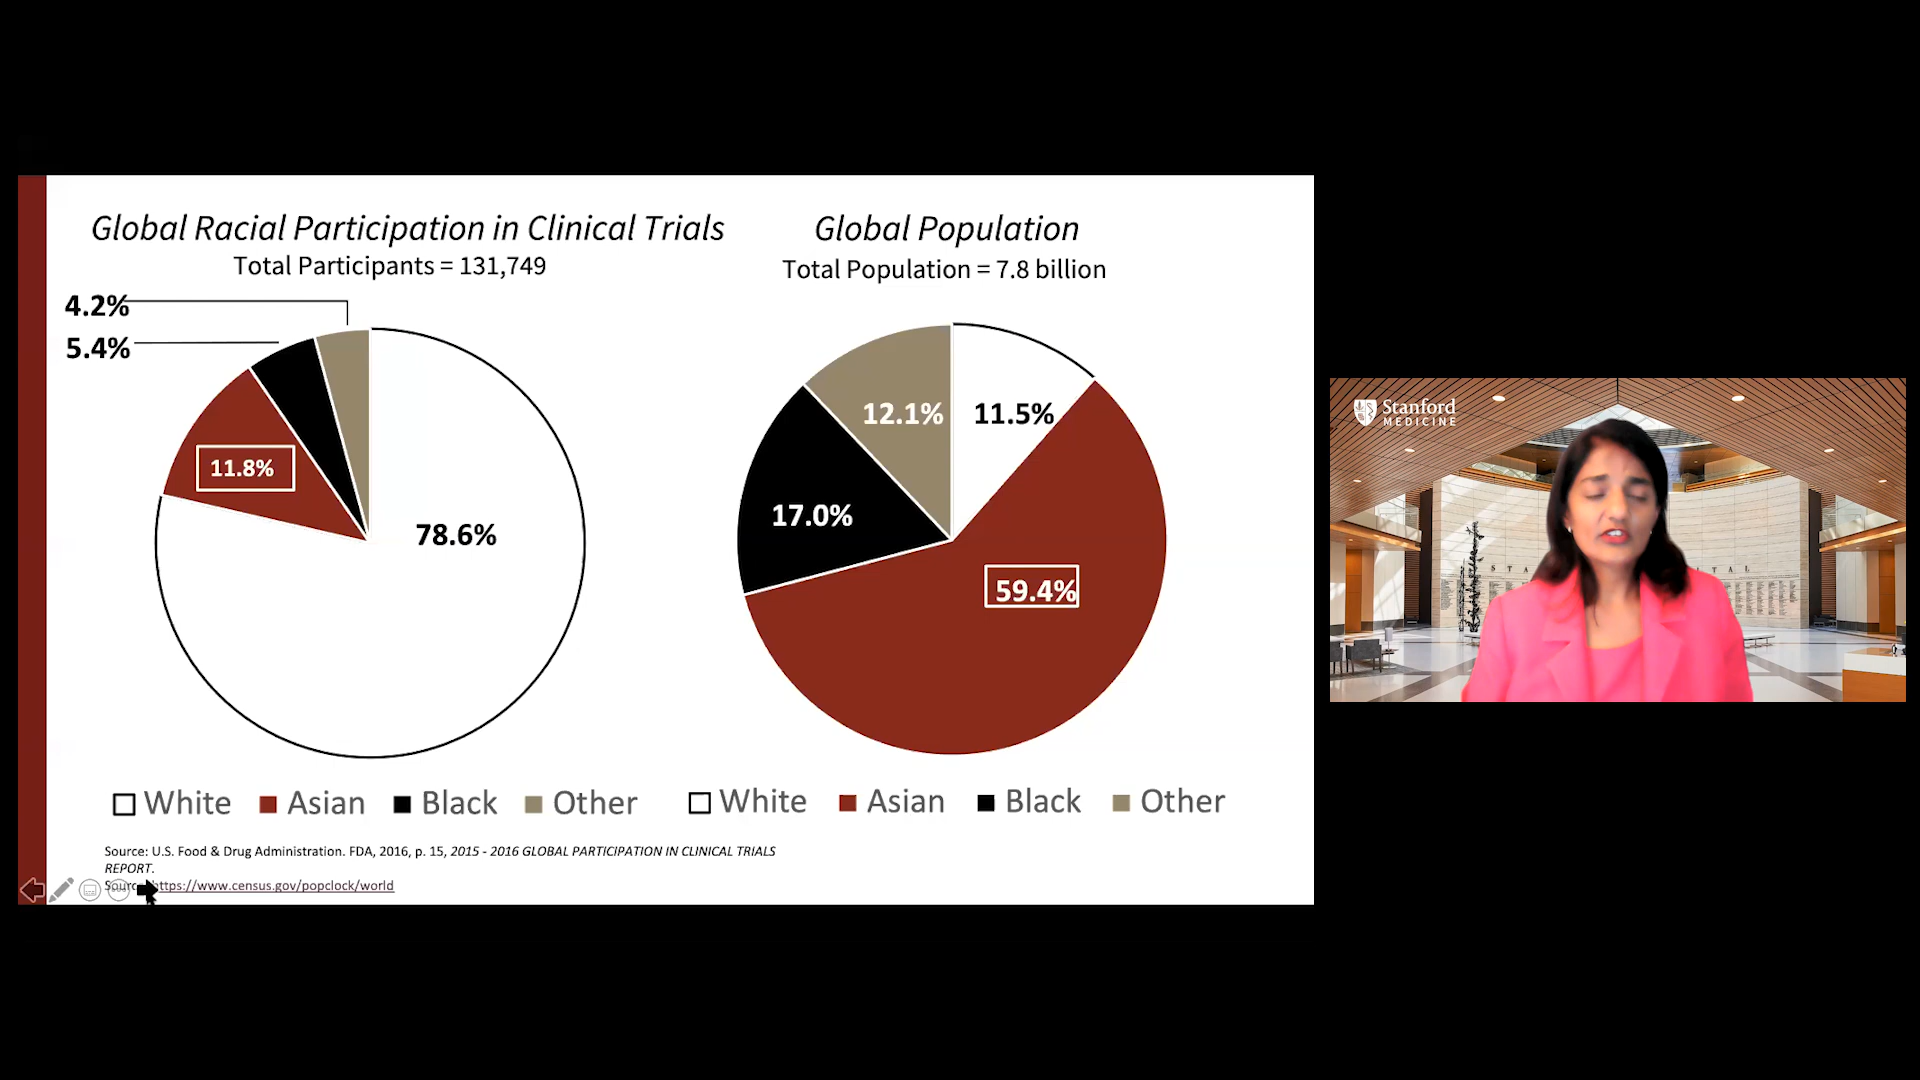 Global Racial Participation in Clinical Trials
Total Participants = 131,749
4.2%
5.4%
11.8%
78.6%
White Asian Black Other
Global Population
Total Population = 7.8 billion
12.1%
11.5%
17.0%
59.4%
White Asian Black Other
Source: U.S. Food & Drug Administration. FDA, 2016, p. 15, 2015 - 2016 GLOBAL PARTICIPATION IN CLINICAL TRIALS
REPORT.
https://www.census.gov/popclock/world
Stanford
MEDICINE